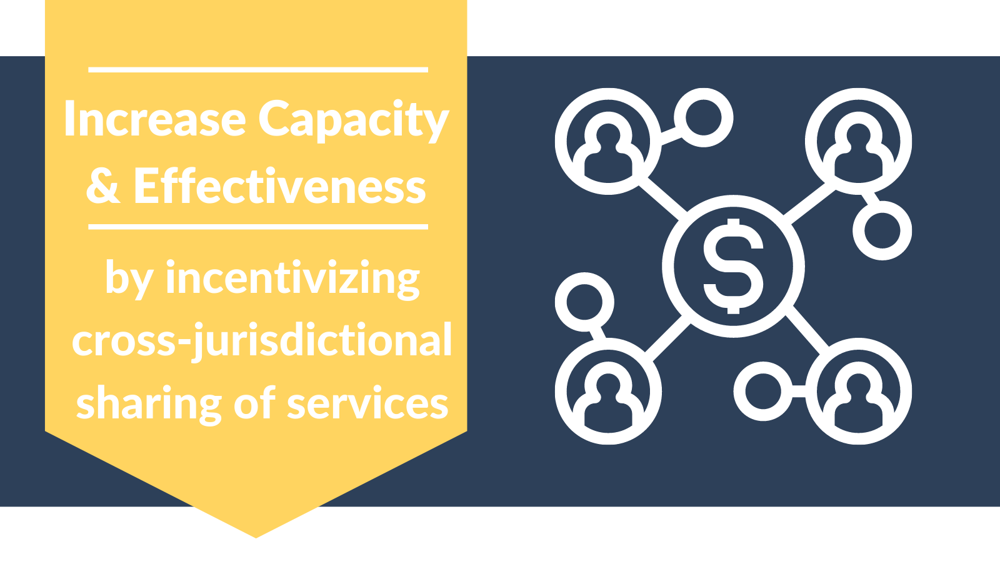 Increase Capacity
& Effectiveness
by incentivizing
cross-jurisdictional
sharing of services
$